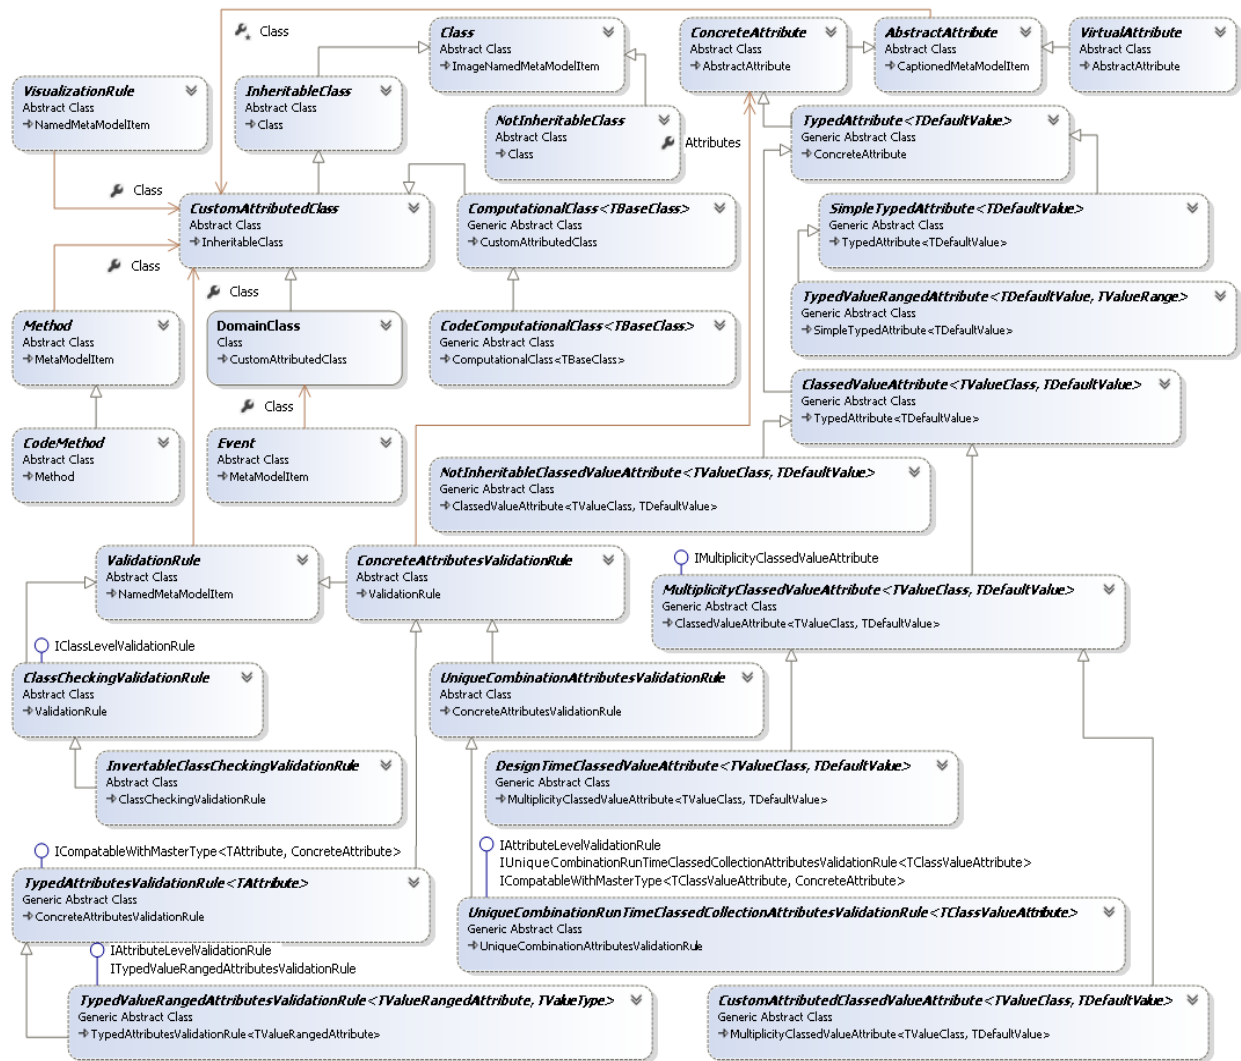 Class
Class
Abstract Class
ImageNamedMetaModelItem
ConcreteAttribute
Abstract Class
AbstractAttribute
AbstractAttribute
Abstract Class
CaptionedMetaModelItem
VirtualAttribute
Abstract Class
AbstractAttribute
VisualizationRule
Abstract Class
NamedMetaModelItem
InheritableClass
Abstract Class
Class
NotInheritableClass
Abstract Class
Class
Attributes
TypedAttribute<TDefaultValue>
Generic Abstract Class
ConcreteAttribute
Class
CustomAttributedClass
Abstract Class
InheritableClass
ComputationalClass<TBaseClass>
Generic Abstract Class
CustomAttributedClass
SimpleTypedAttribute<TDefaultValue>
Generic Abstract Class
TypedAttribute<TDefaultValue>
Class
Class
Method
Abstract Class
MetaModelItem
DomainClass
Class
CustomAttributedClass
CodeComputationalClass<TBaseClass>
Generic Abstract Class
ComputationalClass<TBaseClass>
TypedValueRangedAttribute<TDefaultValue, TValueRange>
Generic Abstract Class
SimpleTypedAttribute<TDefaultValue>
Class
ClassedValueAttribute<TValueClass, TDefaultValue>
Generic Abstract Class
TypedAttribute<TDefaultValue>
CodeMethod
Abstract Class
Method
Event
Abstract Class
MetaModelItem
NotInheritableClassedValueAttribute<TValueClass, TDefaultValue>
Generic Abstract Class
ClassedValueAttribute<TValueClass, TDefaultValue>
ValidationRule
Abstract Class
NamedMetaModelItem
ConcreteAttributesValidationRule
Abstract Class
ValidationRule
IMultiplicityClassedValueAttribute
MultiplicityClassedValueAttribute<TValueClass, TDefaultValue>
Generic Abstract Class
ClassedValueAttribute<TValueClass, TDefaultValue>
IClassLevelValidationRule
ClassCheckingValidationRule
Abstract Class
ValidationRule
UniqueCombinationAttributesValidationRule
Abstract Class
ConcreteAttributesValidationRule
InvertableClassCheckingValidationRule
Abstract Class
ClassCheckingValidationRule
DesignTimeClassedValueAttribute<TValueClass, TDefaultValue>
Generic Abstract Class
MultiplicityClassedValueAttribute<TValueClass, TDefaultValue>
ICompatableWithMasterType<TAttribute, ConcreteAttribute>
TypedAttributesValidationRule<TAttribute>
Generic Abstract Class
ConcreteAttributesValidationRule
IAttributeLevelValidationRule
IUniqueCombinationRunTimeClassedCollectionAttributesValidationRule<TClassValueAttribute>
ICompatableWithMasterType<TClassValueAttribute, ConcreteAttribute>
UniqueCombinationRunTimeClassedCollectionAttributesValidationRule<TClassValueAttribute>
Generic Abstract Class
UniqueCombinationAttributesValidationRule
IAttributeLevelValidationRule
ITypedValueRangedAttributesValidationRule
TypedValueRangedAttributesValidationRule<TValueRangedAttribute, TValueType>
Generic Abstract Class
TypedAttributesValidationRule<TValueRangedAttribute>
CustomAttributedClassedValueAttribute<TValueClass, TDefaultValue>
Generic Abstract Class
MultiplicityClassedValueAttribute<TValueClass, TDefaultValue>